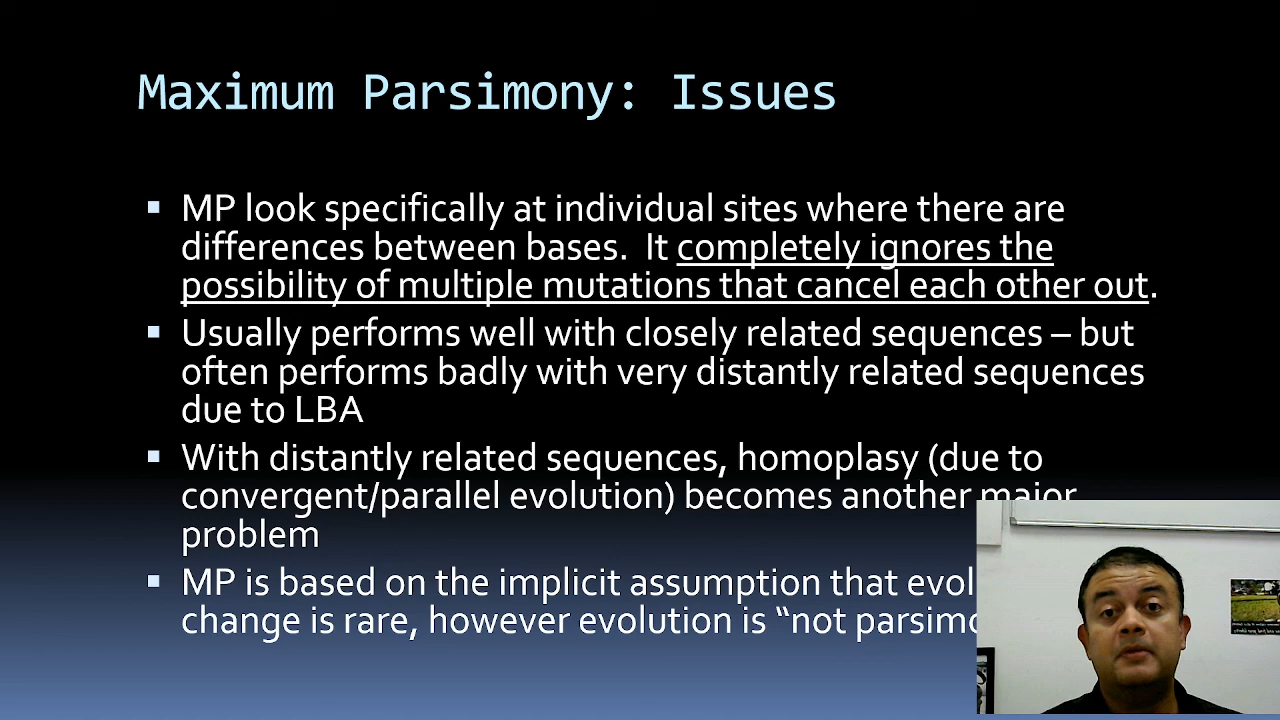 Maximum Parsimony: Issues
MP look specifically at individual sites where there are
differences between bases. It completely ignores the
possibility of multiple mutations that cancel each other out.
Usually performs well with closely related sequences – but
often performs badly with very distantly related sequences
due to LBA
With distantly related sequences, homoplasy (due to
convergent/parallel evolution) becomes another major
problem
MP is based on the implicit assumption that
change is rare, however evolution is “not